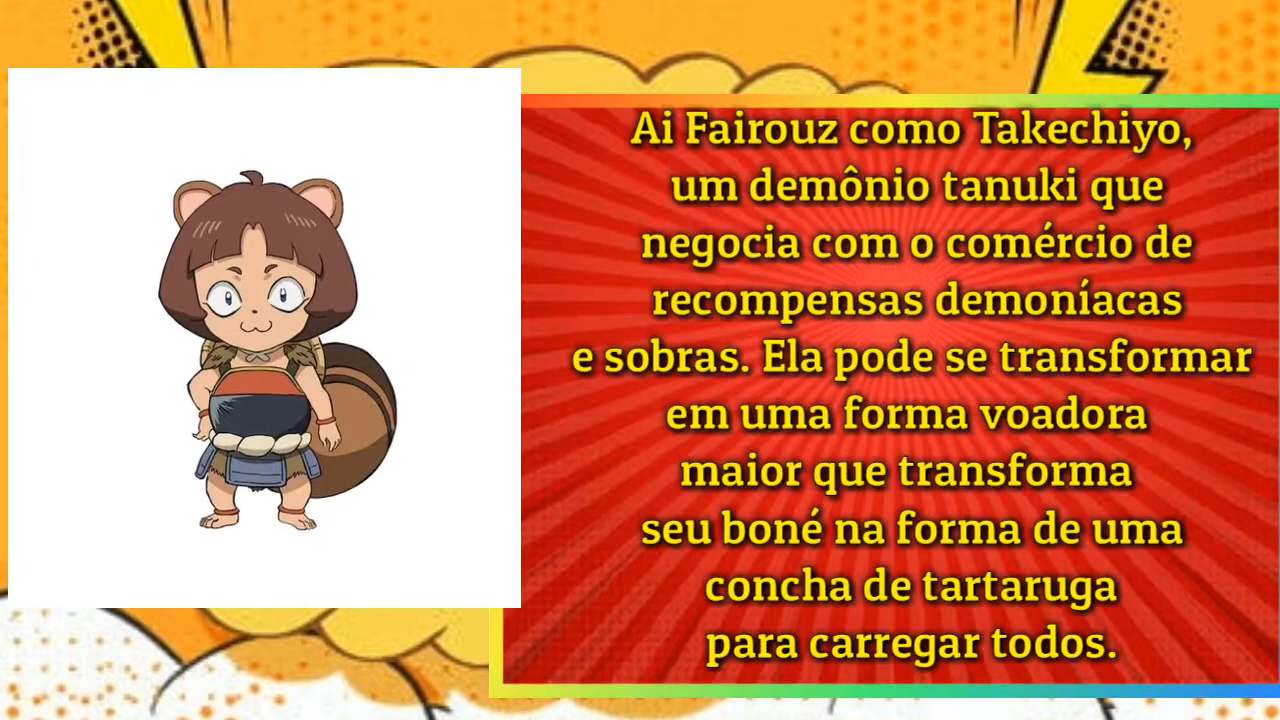 Ai Fairouz como Takechiyo,
um demônio tanuki que
negocia com o comércio de
recompensas demoníacas
e sobras. Ela pode se transformar
em uma forma voadora
maior que transforma
seu boné na forma de uma
concha de tartaruga
para carregar todos.